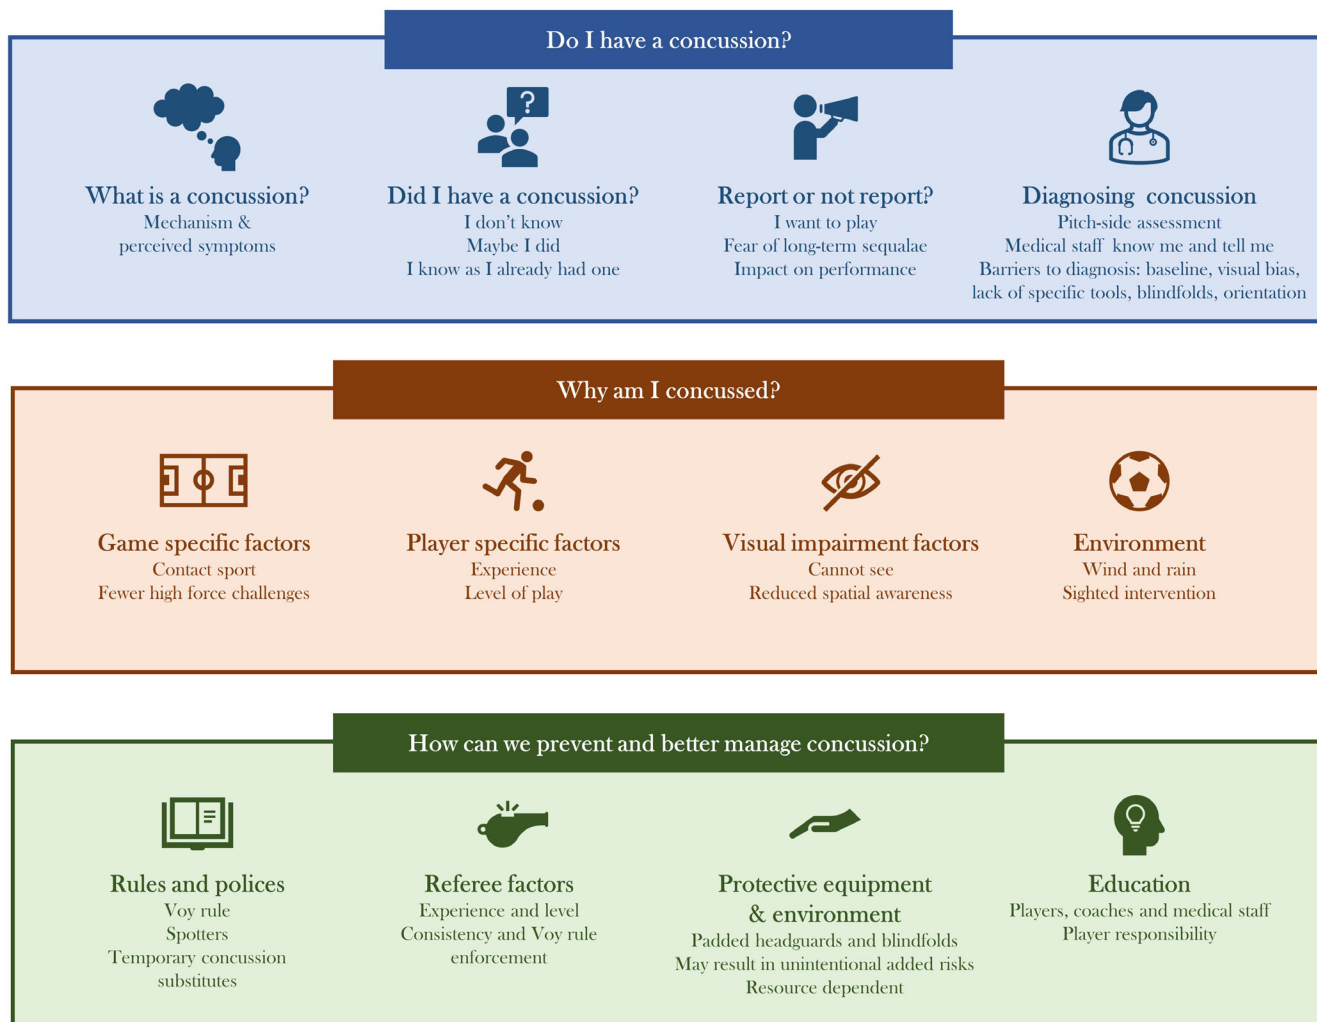 Do I have a concussion?
?
What is a concussion?
Mechanism &
perceived symptoms
Did I have a concussion?
I don't know
Maybe I did
I know as I already had one
Report or not report?
I want to play
Fear of long-term sequalae
Impact on performance
Diagnosing concussion
Pitch-side assessment
Medical staff know me and tell me
Barriers to diagnosis: baseline, visual bias,
lack of specific tools, blindfolds, orientation
Why am I concussed?
Game specific factors
Contact sport
Fewer high force challenges
Player specific factors
Experience
Level of play
Visual impairment factors
Cannot see
Reduced spatial awareness
Environment
Wind and rain
Sighted intervention
How can we prevent and better manage concussion?
Rules and polices
Voy rule
Spotters
Temporary concussion
substitutes
Referee factors
Experience and level
Consistency and Voy rule
enforcement
Protective equipment
& environment
Padded headguards and blindfolds
May result in unintentional added risks
Resource dependent
Education
Players, coaches and medical staff
Player responsibility